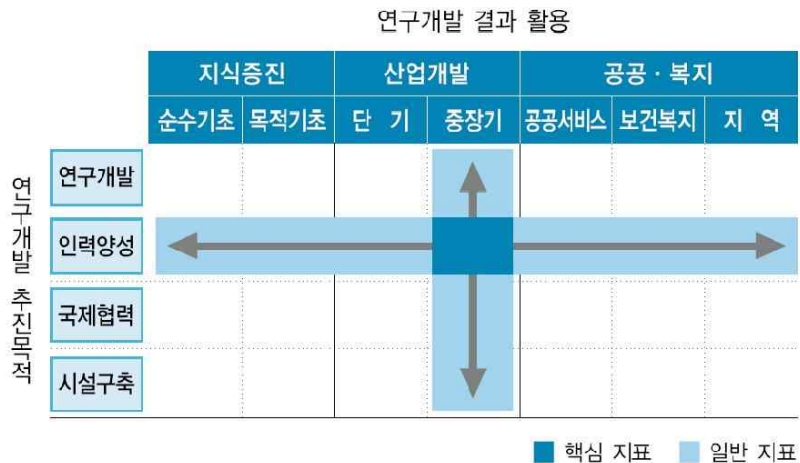 연구개발 결과 활용
지식증진 산업개발 공공·복지
순수기초 목적기초 단 기 중장기 공공서비스 보건복지 지 역
연구개발 추진목적
연구개발
인력양성
국제협력
시설구축
핵심 지표 일반 지표